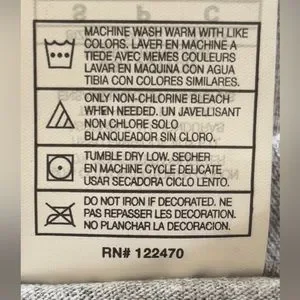 MACHINE WASH WARM WITH LIKE
COLORS. LAVER EN MACHINE A
TIEDE AVEC MEMES COULEURS
LAVAR EN MAQUINA CON AGUA
TIBIA CON COLORES SIMILARES.
ONLY NON-CHLORINE BLEACH
WHEN NEEDED. UN JAVELLISANT
NON CHLORE SOLO
BLANQUEADOR SIN CLORO.
TUMBLE DRY LOW. SECHER
EN MACHINE CYCLE DELICATE
USAR SECADORA CICLO LENTO.
DO NOT IRON IF DECORATED. NE
PAS REPASSER LES DECORATION.
NO PLANCHAR LA DECORACION.
RN# 122470